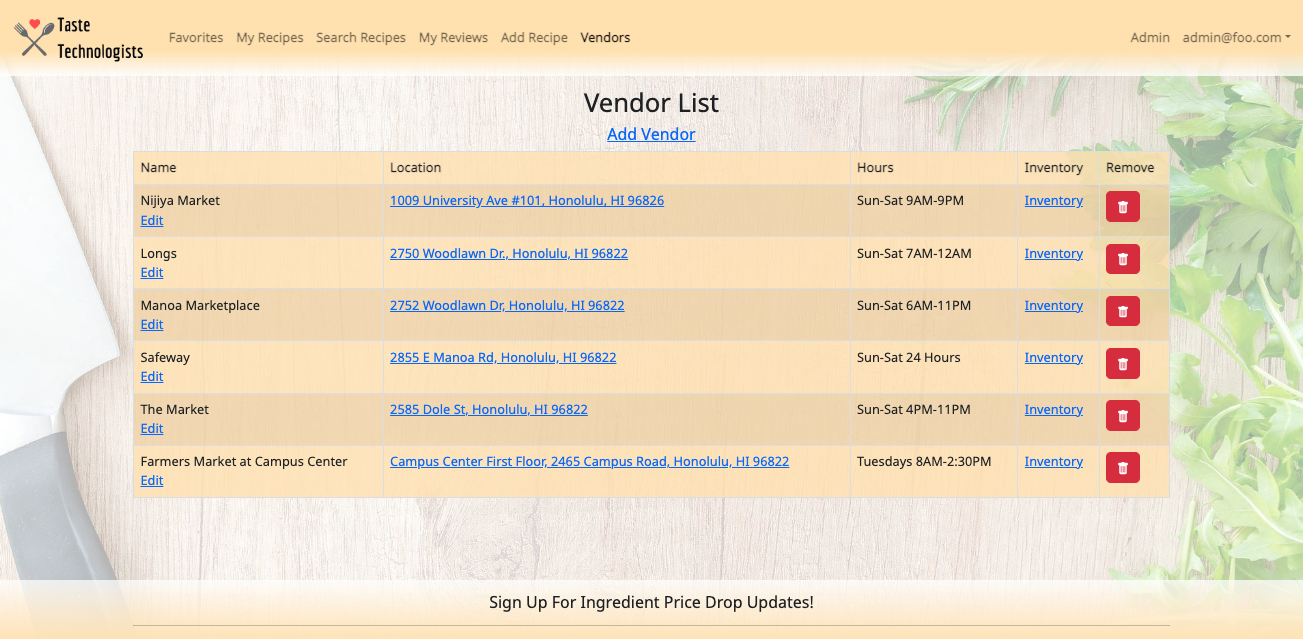 Taste
Technologists
Favorites My Recipes Search Recipes My Reviews Add Recipe Vendors Admin admin@foo.com
Vendor List
Add Vendor
Name Location Hours Inventory Remove
Nijiya Market 1009 University Ave #101, Honolulu, HI 96826 Sun-Sat 9AM-9PM Inventory
Edit
Longs 2750 Woodlawn Dr., Honolulu, HI 96822 Sun-Sat 7AM-12AM Inventory
Edit
Manoa Marketplace 2752 Woodlawn Dr, Honolulu, HI 96822 Sun-Sat 6AM-11PM Inventory
Edit
Safeway 2855 E Manoa Rd, Honolulu, HI 96822 Sun-Sat 24 Hours Inventory
Edit
The Market 2585 Dole St, Honolulu, HI 96822 Sun-Sat 4PM-11PM Inventory
Edit
Farmers Market at Campus Center Campus Center First Floor, 2465 Campus Road, Honolulu, HI 96822 Tuesdays 8AM-2:30PM Inventory
Edit
Sign Up For Ingredient Price Drop Updates!